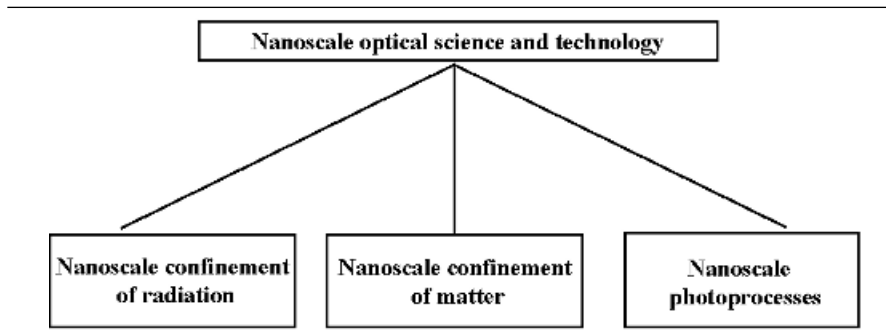 Nanoscale optical science and technology
Nanoscale confinement
of radiation
Nanoscale confinement
of matter
Nanoscale
photoprocesses